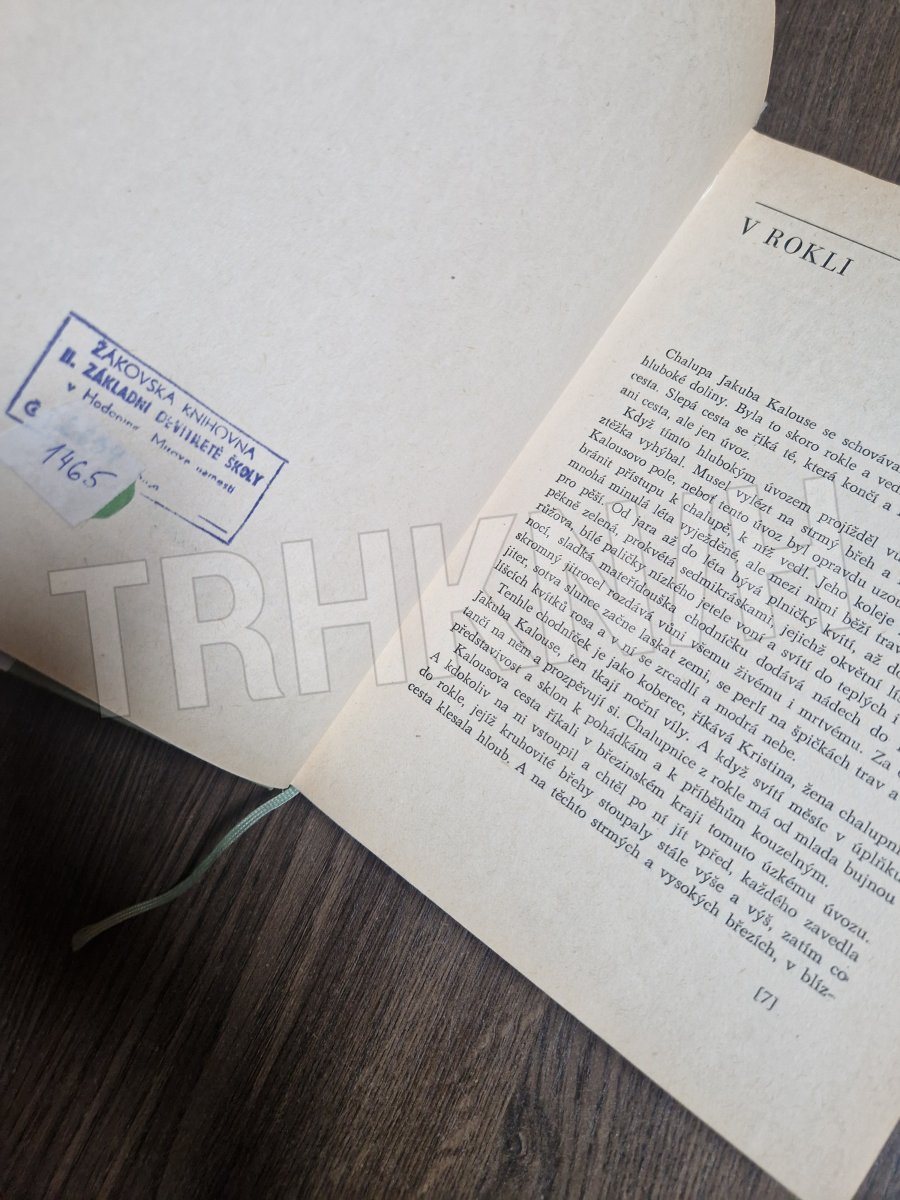 ŽÁKOVSKÁ KNIHOVNA
II. ZÁKLADNÍ DEVÍTILETÉ ŠKOLY
v Hodoníně,
1465
TRHKNIH
V ROKLI
Chalupa Jakuba Kalouse se schovával
hluboké doliny. Byla to skoro rokle a ved
cesta. Slepá cesta se říká té, která končí a
ani cesta, ale jen úvoz.
Když tímto hlubokým úvozem projížděl vů
ztěžka vyhýbal. Musel vylézt na strmý břeh a
Kalousovo pole, neboť tento úvoz byl opravdu uzou
bránit přístupu k chalupě, k níž vedl. Jeho koleje
mnohá minulá léta vyježděné, ale mezi nimi běží trav
pro pěší. Od jara až do léta bývá plničký kvítí, až do
pěkně zelená, prokvétá sedmikráskami, jejichž okvětní lí
růžova, bílé paličky nízkého jetele voní a svítí do teplých i
nocí, sladká mateřídouška chodníčku dodává nádech do
skromný jitrocel rozdává vůni všemu živému i mrtvému. Za
jiter, sotva slunce začne laskat zemi, se perlí na špičkách trav a
lišcích kvítků rosa a v ní se zrcadlí a modrá nebe.
Tenhle chodníček je jako koberec, říkává Kristina, žena chalupní
Jakuba Kalouse, ten tkají noční víly. A když svítí měsíc v úplňku
tančí na něm a prozpěvují si. Chalupnice z rokle má od mlada bujnou
představivost a sklon k pohádkám a k příběhům kouzelným.
Kalousova cesta říkali v březinském kraji tomuto úzkému úvozu.
A kdokoliv na ni vstoupil a chtěl po ní jít vpřed, každého zavedla
do rokle, jejíž kruhovité břehy stoupaly stále výše a výš, zatím co
cesta klesala hloub. A na těchto strmých a vysokých březích, v blíz-
[7]